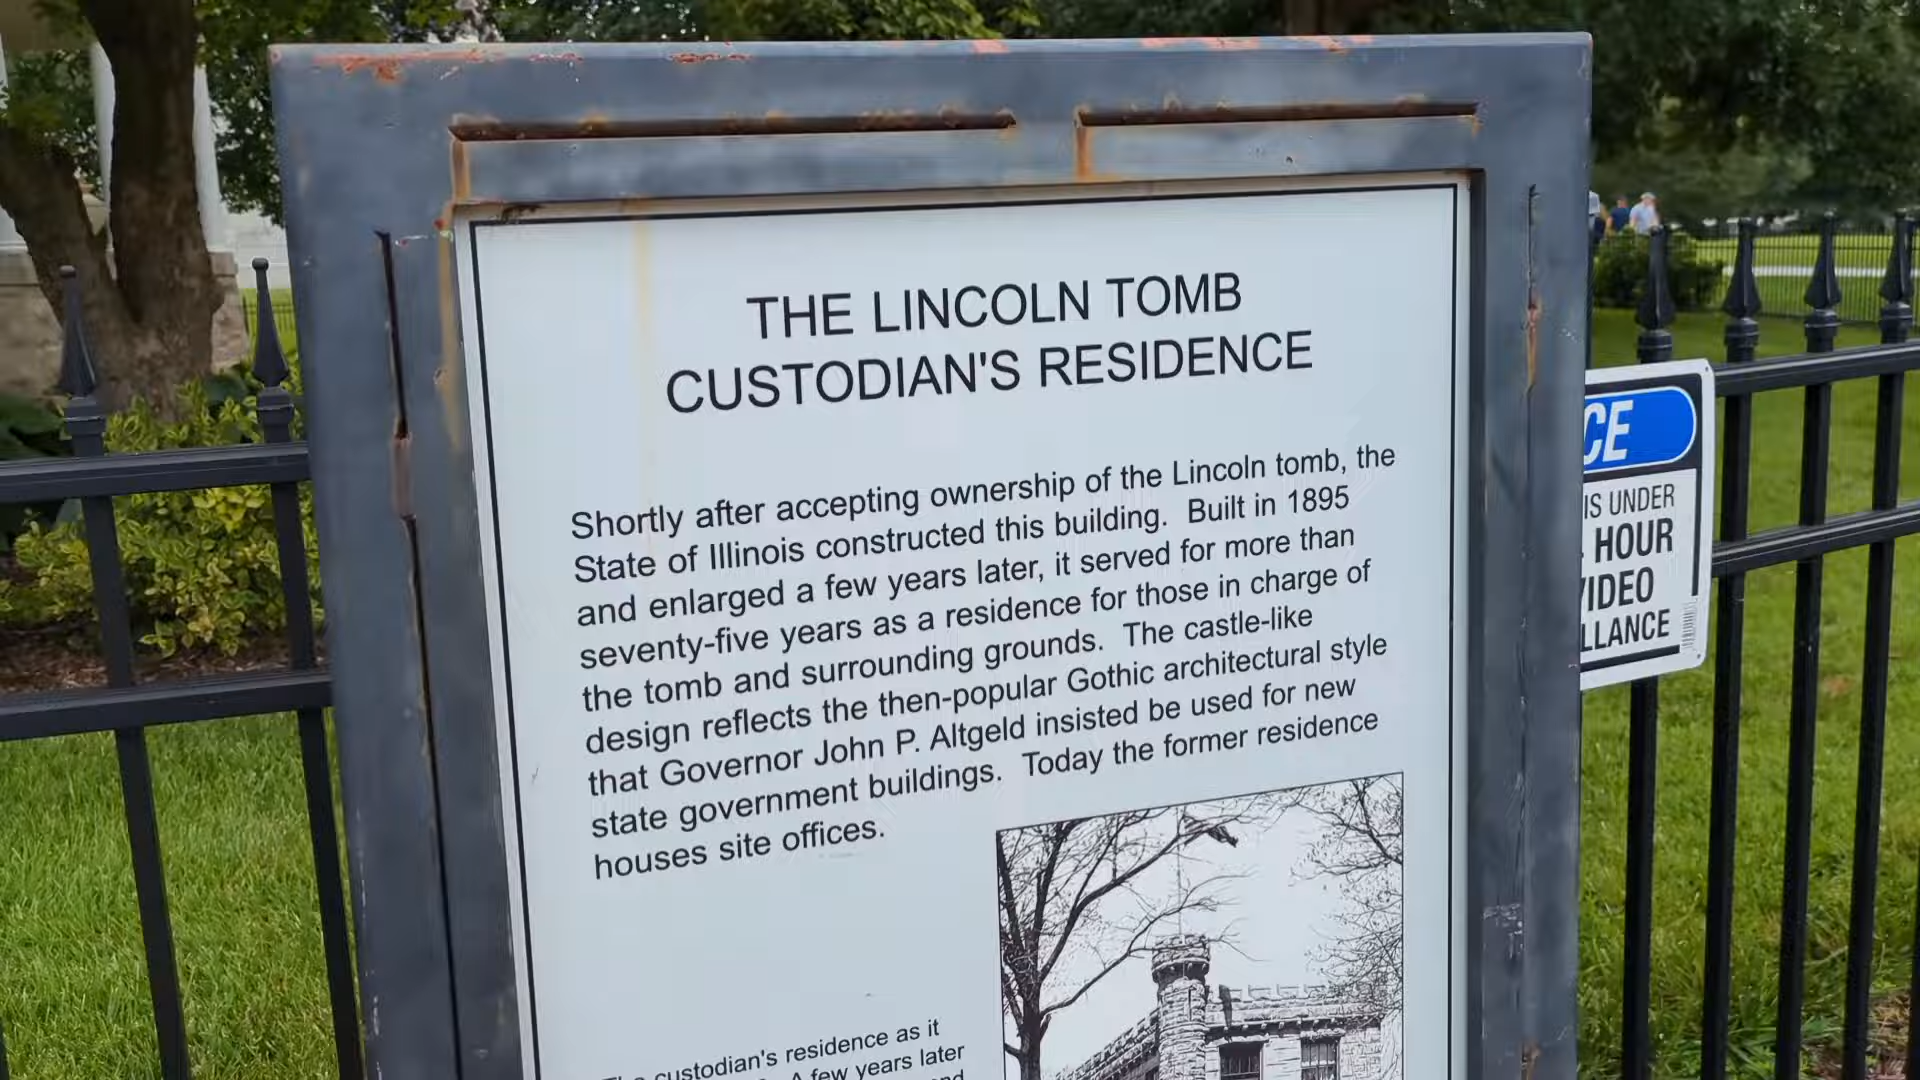 THE LINCOLN TOMB
CUSTODIAN'S RESIDENCE
Shortly after accepting ownership of the Lincoln tomb, the
State of Illinois constructed this building. Built in 1895
and enlarged a few years later, it served for more than
seventy-five years as a residence for those in charge of
the tomb and surrounding grounds. The castle-like
design reflects the then-popular Gothic architectural style
that Governor John P. Altgeld insisted be used for new
state government buildings. Today the former residence
houses site offices.
custodian's residence as it
A few years later
CE
IS UNDER
HOUR
VIDEO
LLANCE